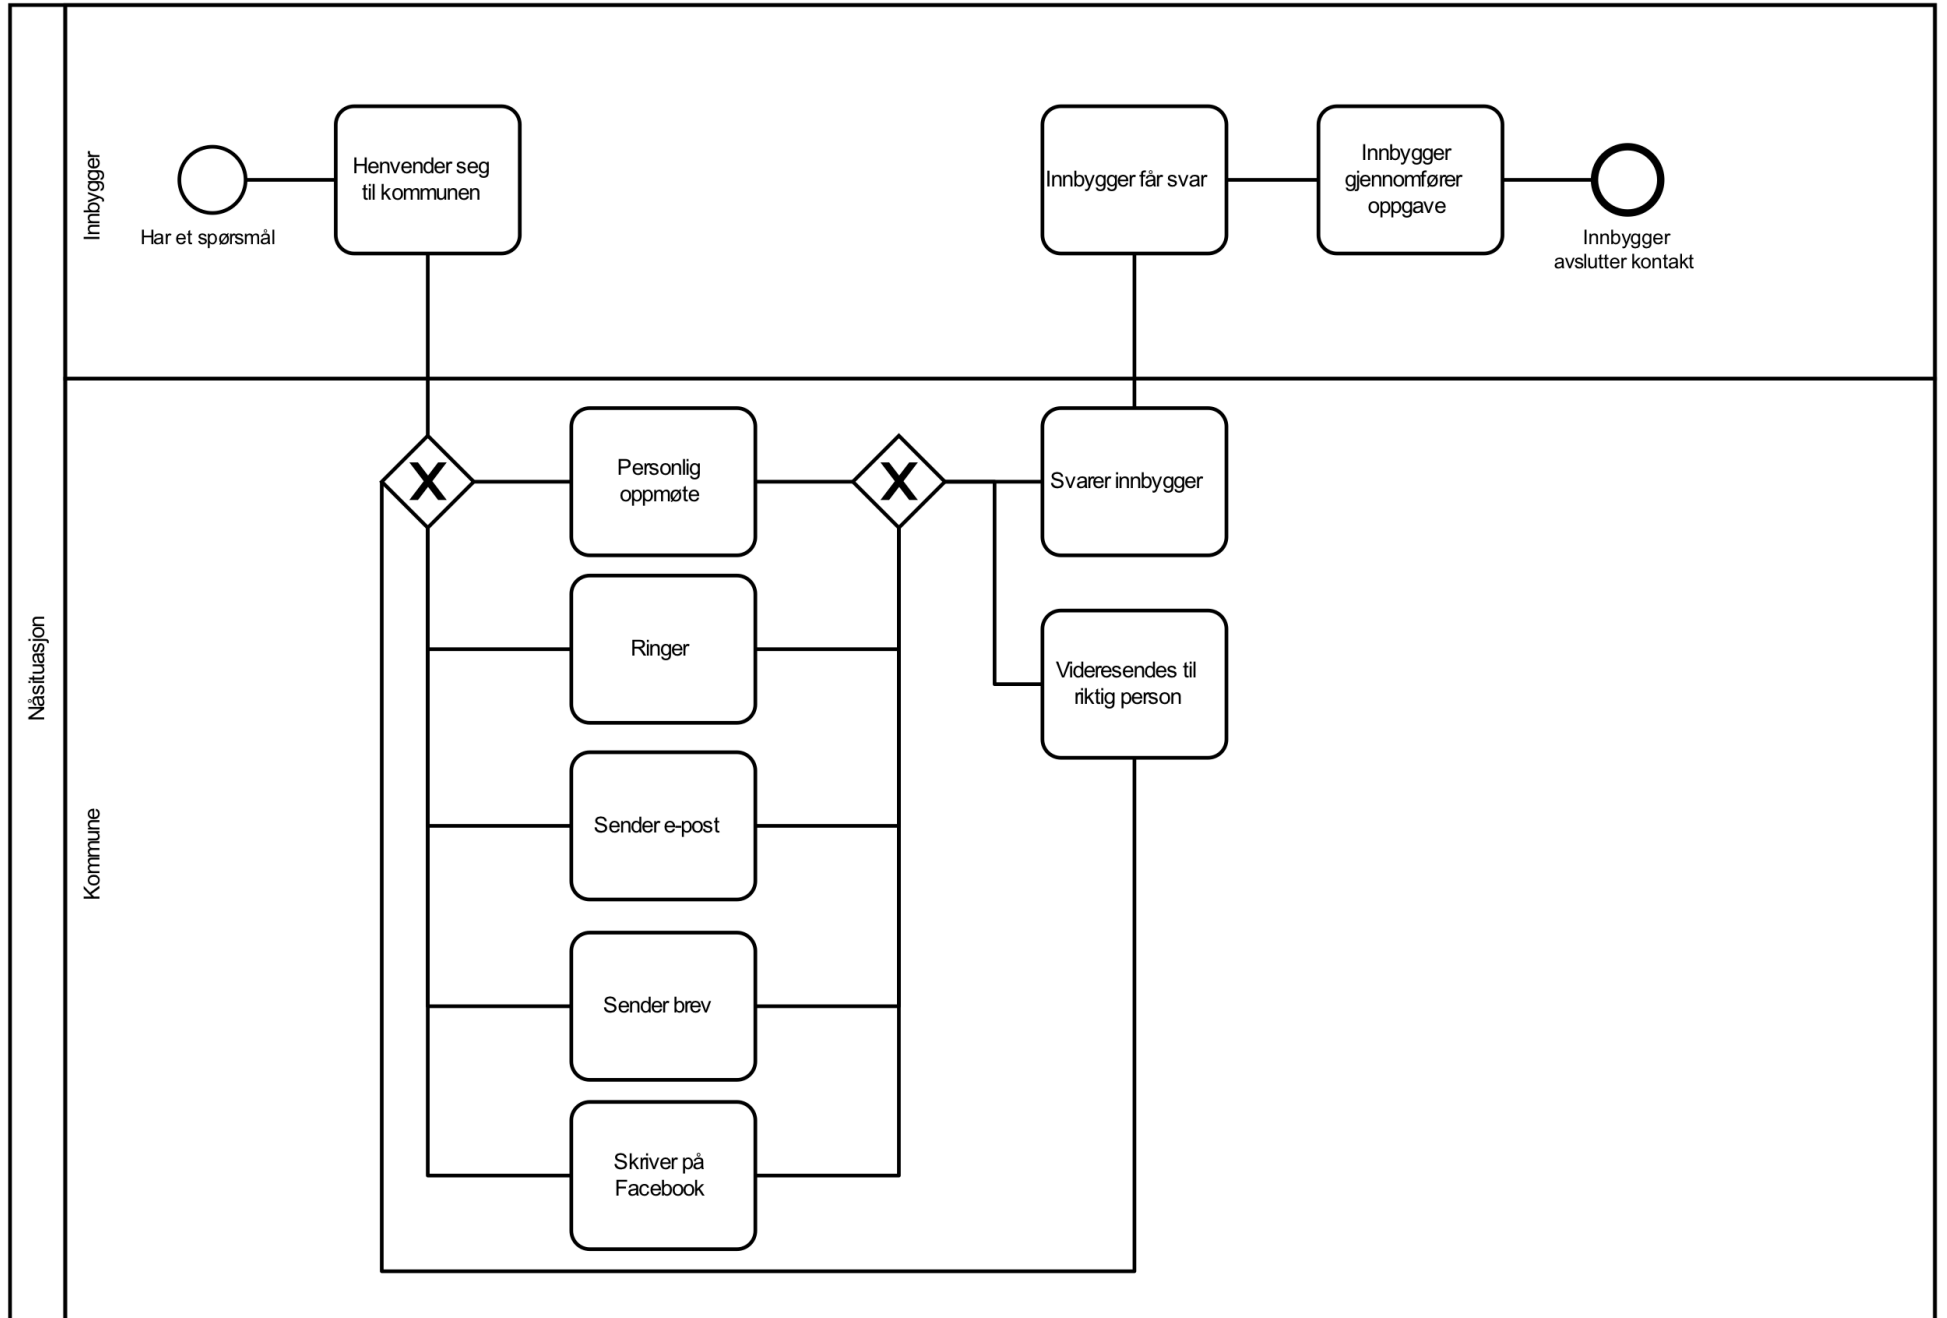 Nåsituasjon
Innbygger
Har et spørsmål
Henvender seg
til kommunen
Innbygger får svar
Innbygger
gjennomfører
oppgave
Innbygger
avslutter kontakt
Kommune
X
Personlig
oppmøte
X
Svarer innbygger
Ringer
Videresendes til
riktig person
Sender e-post
Sender brev
Skriver på
Facebook